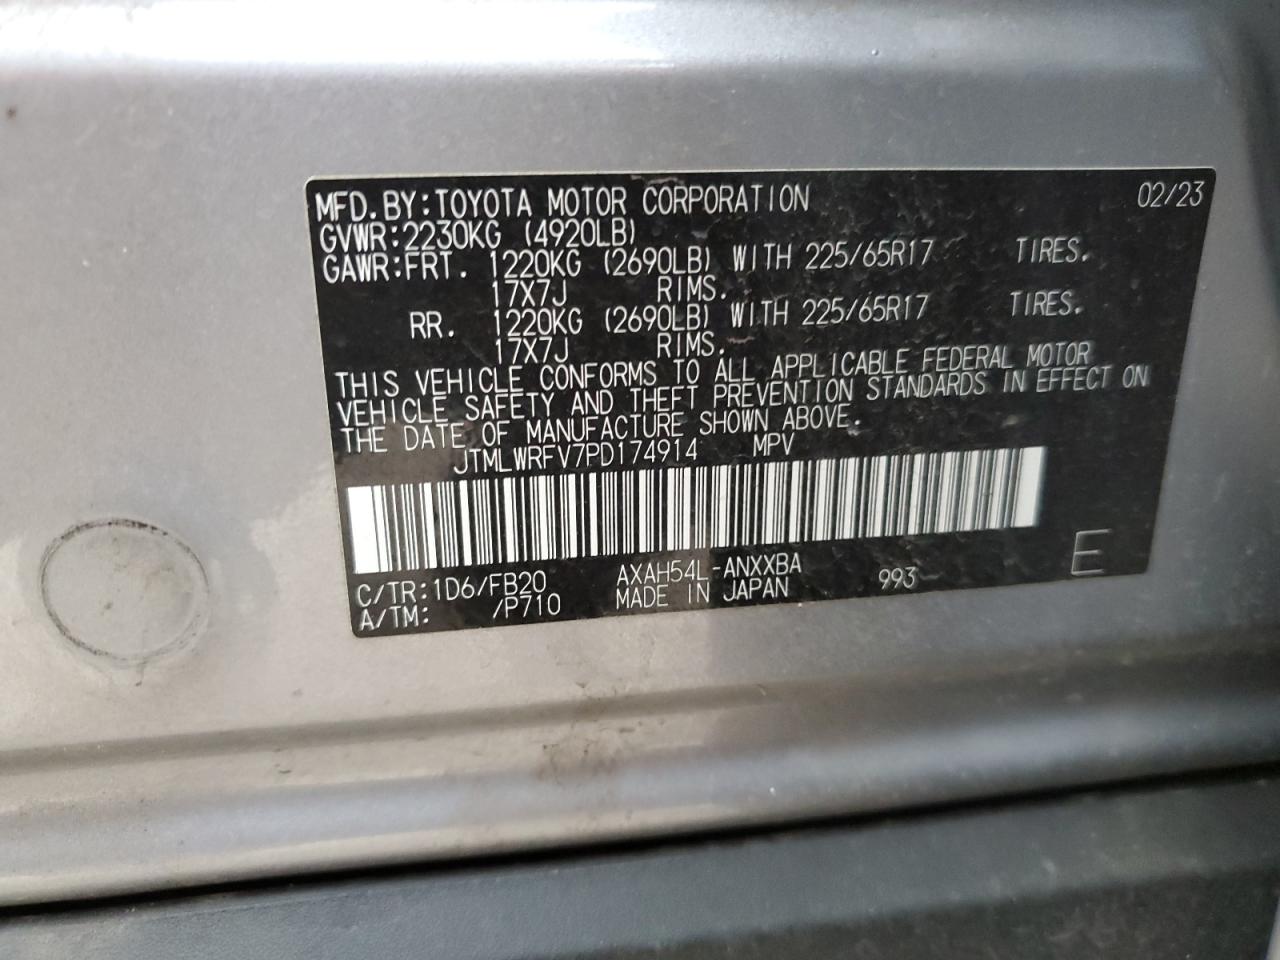 MFD.BY:TOYOTA MOTOR CORPORATION 02/23
GVWR:2230KG (4920LB)
GAWR:FRT. 1220KG (2690LB) WITH 225/65R17 TIRES.
17X7J RIMS.
RR. 1220KG (2690LB) WITH 225/65R17 TIRES.
17X7J RIMS.
THIS VEHICLE CONFORMS TO ALL APPLICABLE FEDERAL MOTOR
VEHICLE SAFETY AND THEFT PREVENTION STANDARDS IN EFFECT ON
THE DATE OF MANUFACTURE SHOWN ABOVE.
JTMLWRFV7PD174914 MPV
C/TR:1D6/FB20 AXAH54L-ANXXBA 993 E
A/TM: /P710 MADE IN JAPAN